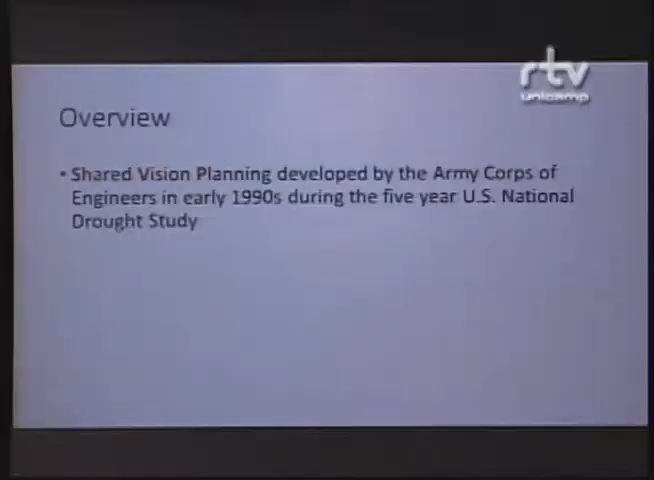 rtv
unicamp
Overview
• Shared Vision Planning developed by the Army Corps of
Engineers in early 1990s during the five year U.S. National
Drought Study